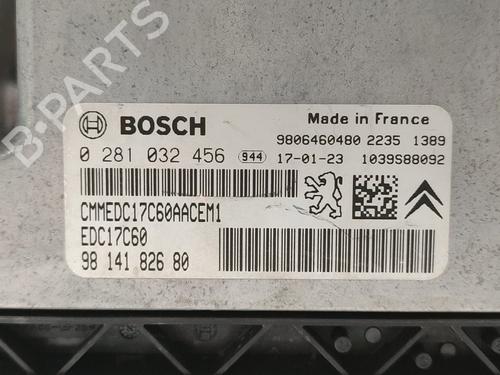 BOSCH
Made in France
9806460480 2235 1389
0 281 032 456 944 17-01-23 1039S88092
CMMEDC17C60AACEM1
EDC17C60
98 141 826 80
B-PARTS